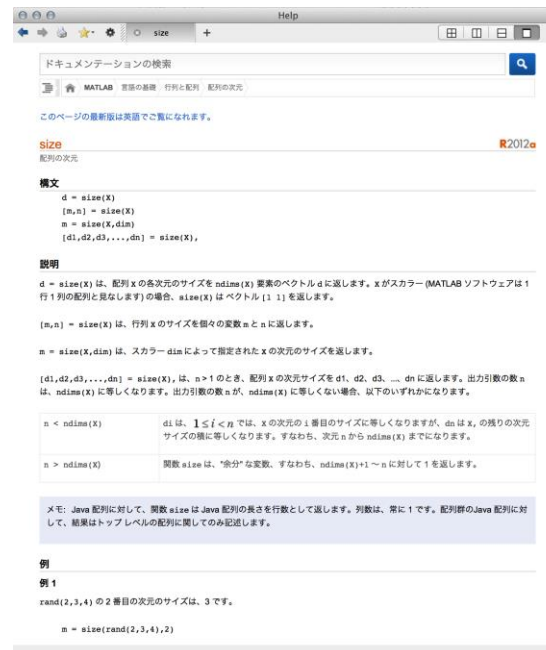 Help
size
+
ドキュメンテーションの検索
MATLAB 言語の基礎 行列と配列 配列の次元
このページの最新版は英語でご覧になれます。
size
R2012a
配列の次元
構文
d = size(X)
[m,n] = size(X)
m = size(X,dim)
[d1,d2,d3,...,dn] = size(X),
説明
d = size(X) は、配列 X の各次元のサイズを ndims(X) 要素のベクトル d に返します。X がスカラー (MATLAB ソフトウェアは 1
行 1 列の配列と見なします) の場合、size(X) は ベクトル [1 1] を返します。
[m,n] = size(X) は、行列 X のサイズを個々の変数 m と n に返します。
m = size(X,dim) は、スカラー dim によって指定された X の次元のサイズを返します。
[d1,d2,d3,...,dn] = size(X), は、n > 1 のとき、配列 X の次元サイズを d1、d2、d3、...、dn に返します。出力引数の数 n
は、ndims(X) に等しくなります。出力引数の数 n が、ndims(X) に等しくない場合、以下のいずれかになります。
n < ndims(X)
di は、1 ≤ i < n では、X の次元の i 番目のサイズに等しくなりますが、dn は X, の残りの次元
サイズの積に等しくなります。すなわち、次元 n から ndims(X) までになります。
n > ndims(X)
関数 size は、"余分" な変数、すなわち、ndims(X)+1 ～ n に対して 1 を返します。
メモ: Java 配列に対して、関数 size は Java 配列の長さを行数として返します。列数は、常に 1 です。配列群のJava 配列に対
して、結果はトップ レベルの配列に関してのみ記述します。
例
例 1
rand(2,3,4) の 2 番目の次元のサイズは、3 です。
m = size(rand(2,3,4),2)